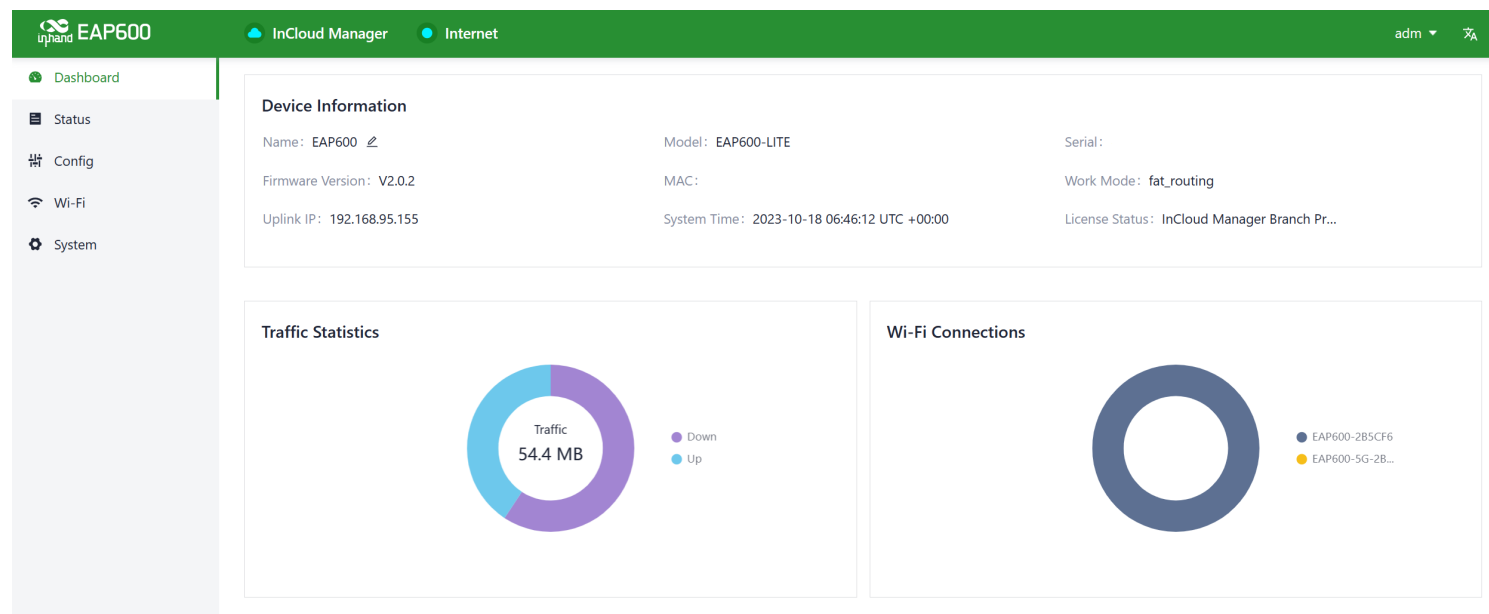 inhand EAP600 InCloud Manager Internet adm
Dashboard
Status
Config
Wi-Fi
System
Device Information
Name: EAP600 Model: EAP600-LITE Serial:
Firmware Version: V2.0.2 MAC: Work Mode: fat_routing
Uplink IP: 192.168.95.155 System Time: 2023-10-18 06:46:12 UTC +00:00 License Status: InCloud Manager Branch Pr...
Traffic Statistics
Traffic
54.4 MB
Down
Up
Wi-Fi Connections
EAP600-2B5CF6
EAP600-5G-2B...